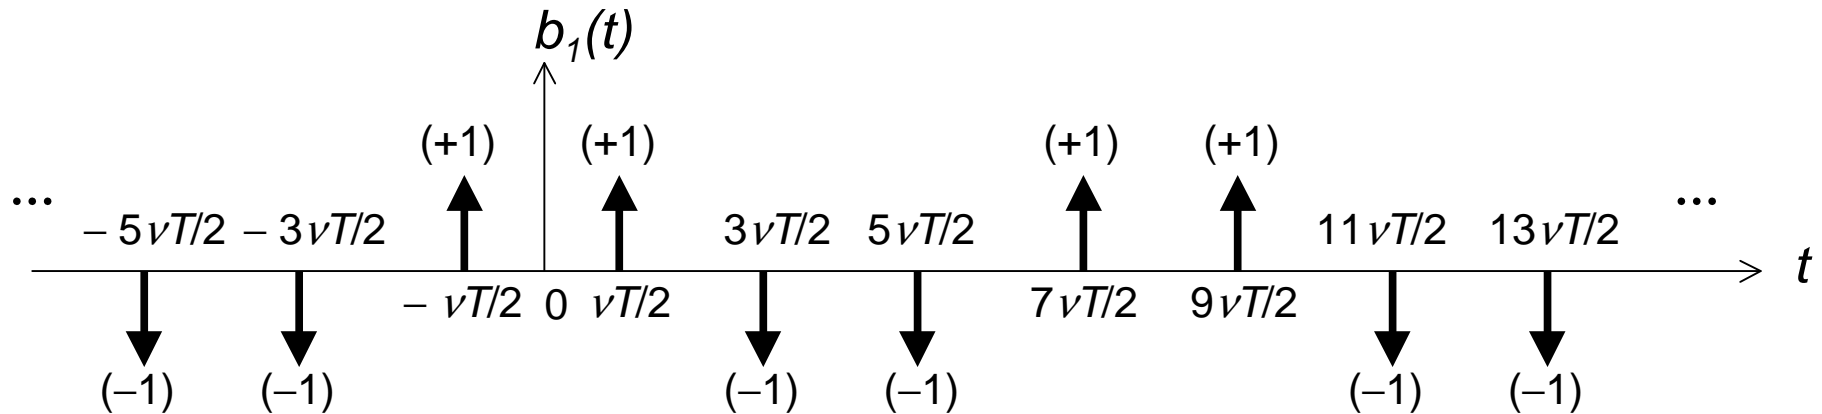 b₁(t)
(+1) (+1) (+1) (+1)
... – 5νT/2 – 3νT/2 3νT/2 5νT/2 11νT/2 13νT/2 ...
t
– νT/2 0 νT/2 7νT/2 9νT/2
(–1) (–1) (–1) (–1) (–1) (–1)